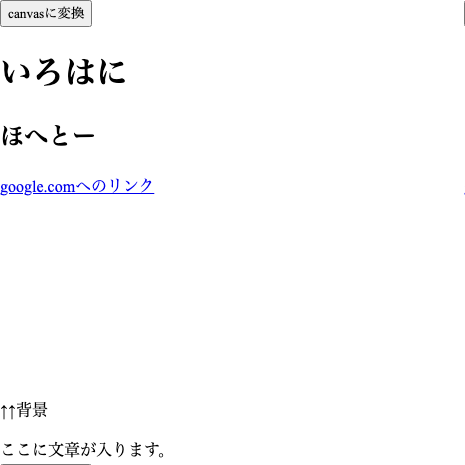 canvasに変換
いろはに
ほへとー
google.comへのリンク
↑↑背景
ここに文章が入ります。